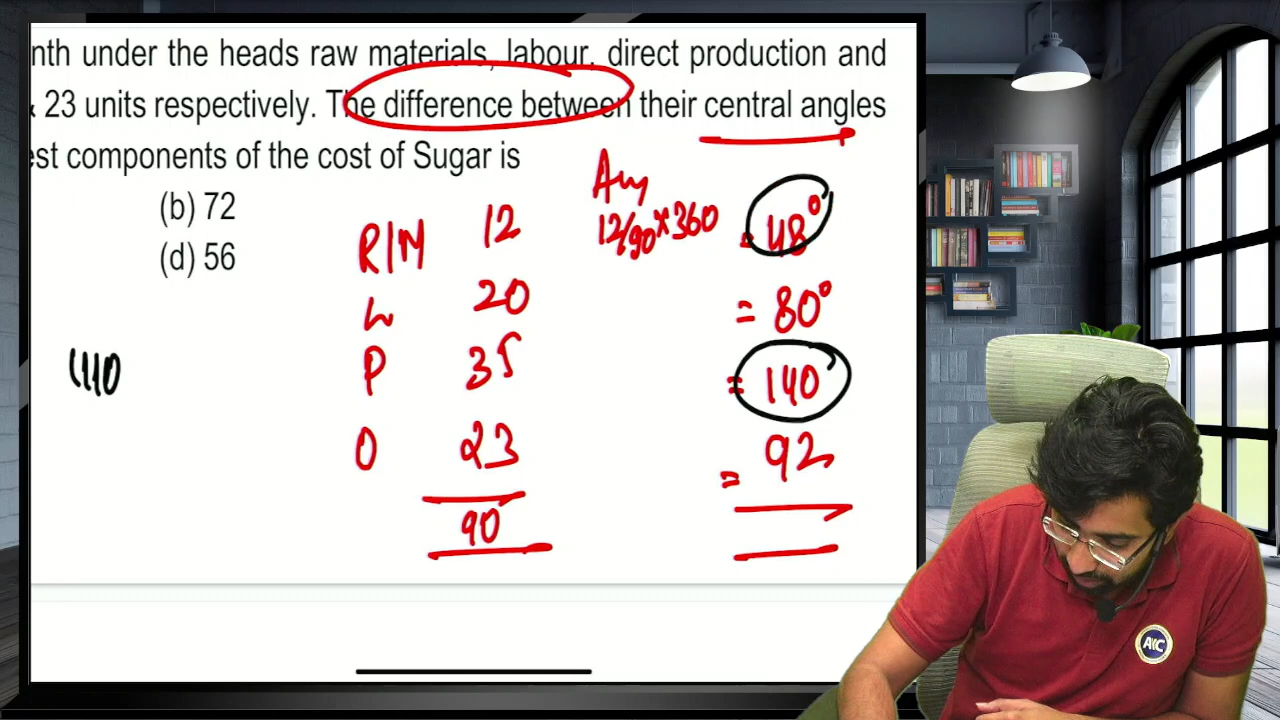 nth under the heads raw materials, labour, direct production and
& 23 units respectively. The difference between their central angles
est components of the cost of Sugar is
(b) 72
(d) 56
Ang
R/M 12 12/90 x 360 = 48°
L 20 = 80°
P 35 = 140°
O 23 = 92
90
1110
AKC